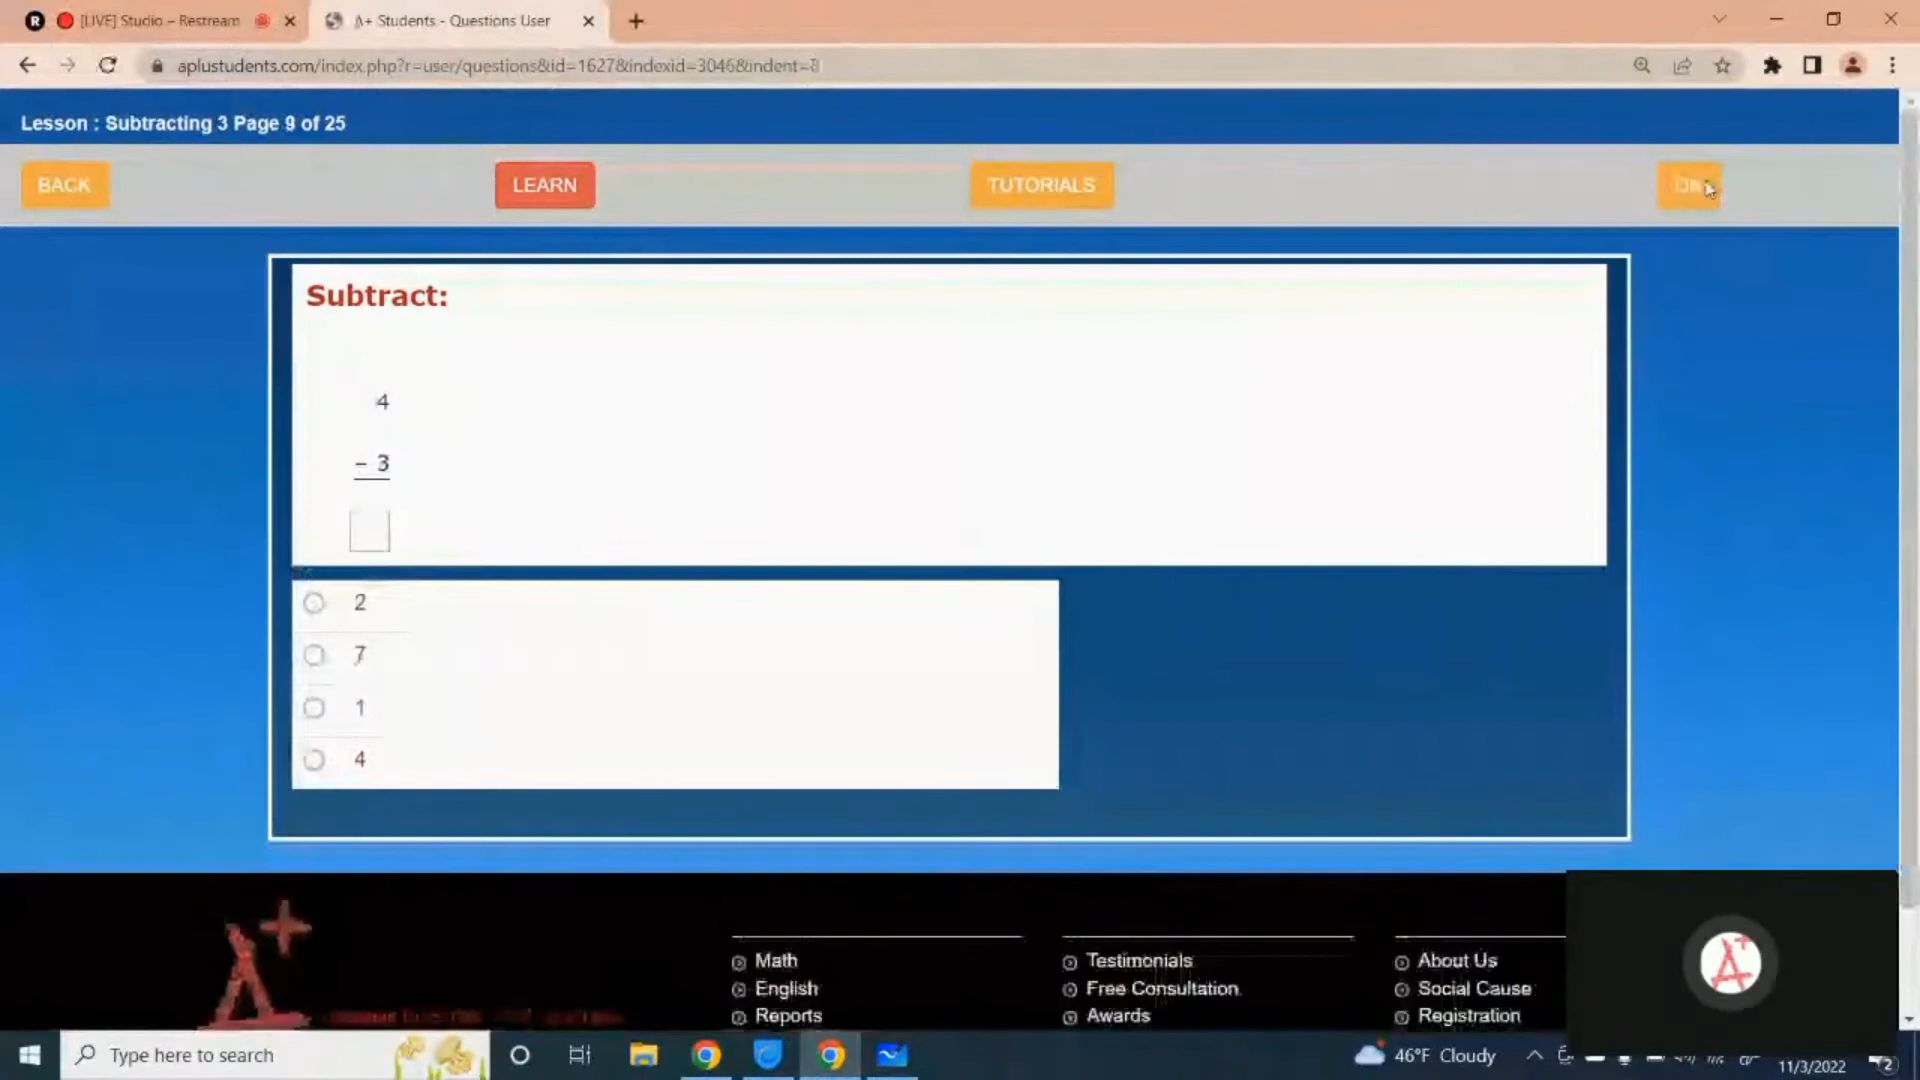 [LIVE] Studio – Restream
A+ Students - Questions User
aplustudents.com/index.php?r=user/questions&id=1627&indexid=3046&indent=8
Lesson : Subtracting 3 Page 9 of 25
BACK
LEARN
TUTORIALS
Subtract:
4
− 3
2
7
1
4
Math
English
Reports
Testimonials
Free Consultation
Awards
About Us
Social Cause
Registration
Type here to search
46°F Cloudy
11/3/2022
2